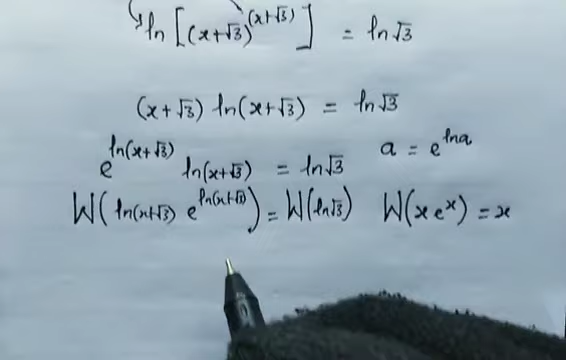 ln [(x+√3)^(x+√3)] = ln√3
(x+√3) ln(x+√3) = ln√3
e^ln(x+√3) ln(x+√3) = ln√3 a = e^lna
W( ln(x+√3) e^ln(x+√3) ) = W(ln√3) W(x e^x) = x